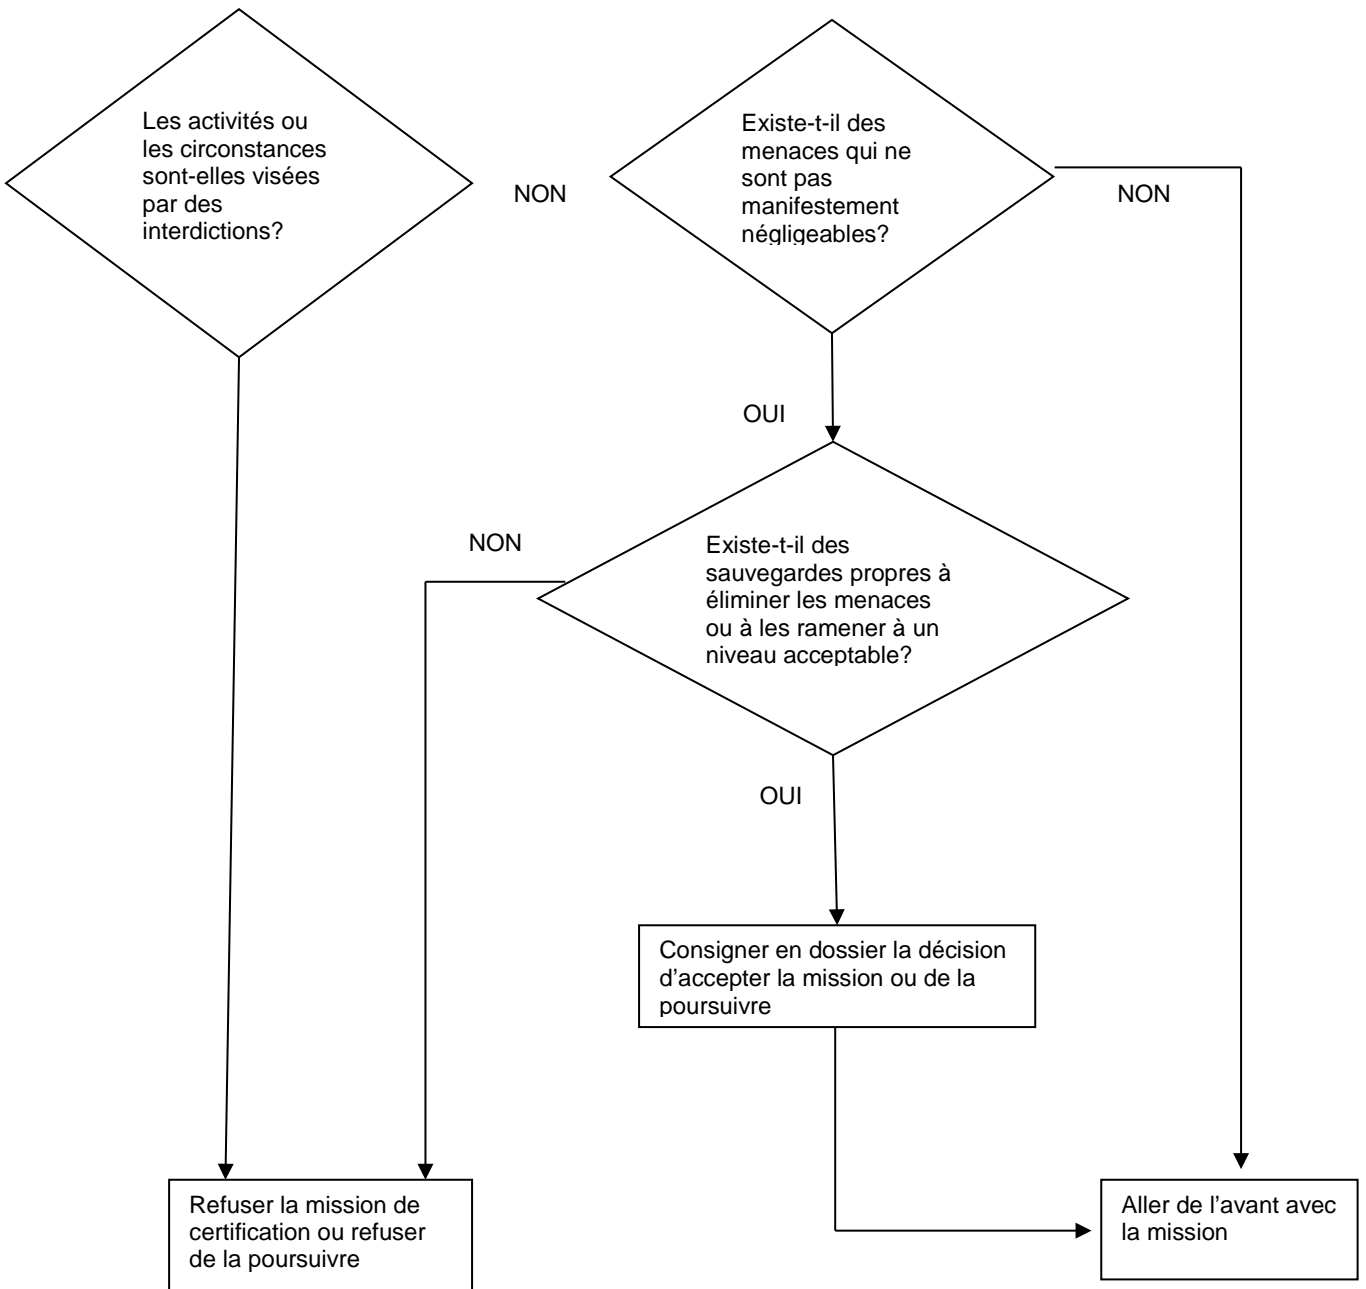 Les activités ou
les circonstances
sont-elles visées
par des
interdictions?
NON
Existe-t-il des
menaces qui ne
sont pas
manifestement
négligeables?
NON
OUI
NON
Existe-t-il des
sauvegardes propres à
éliminer les menaces
ou à les ramener à un
niveau acceptable?
OUI
Consigner en dossier la décision
d'accepter la mission ou de la
poursuivre
Refuser la mission de
certification ou refuser
de la poursuivre
Aller de l'avant avec
la mission